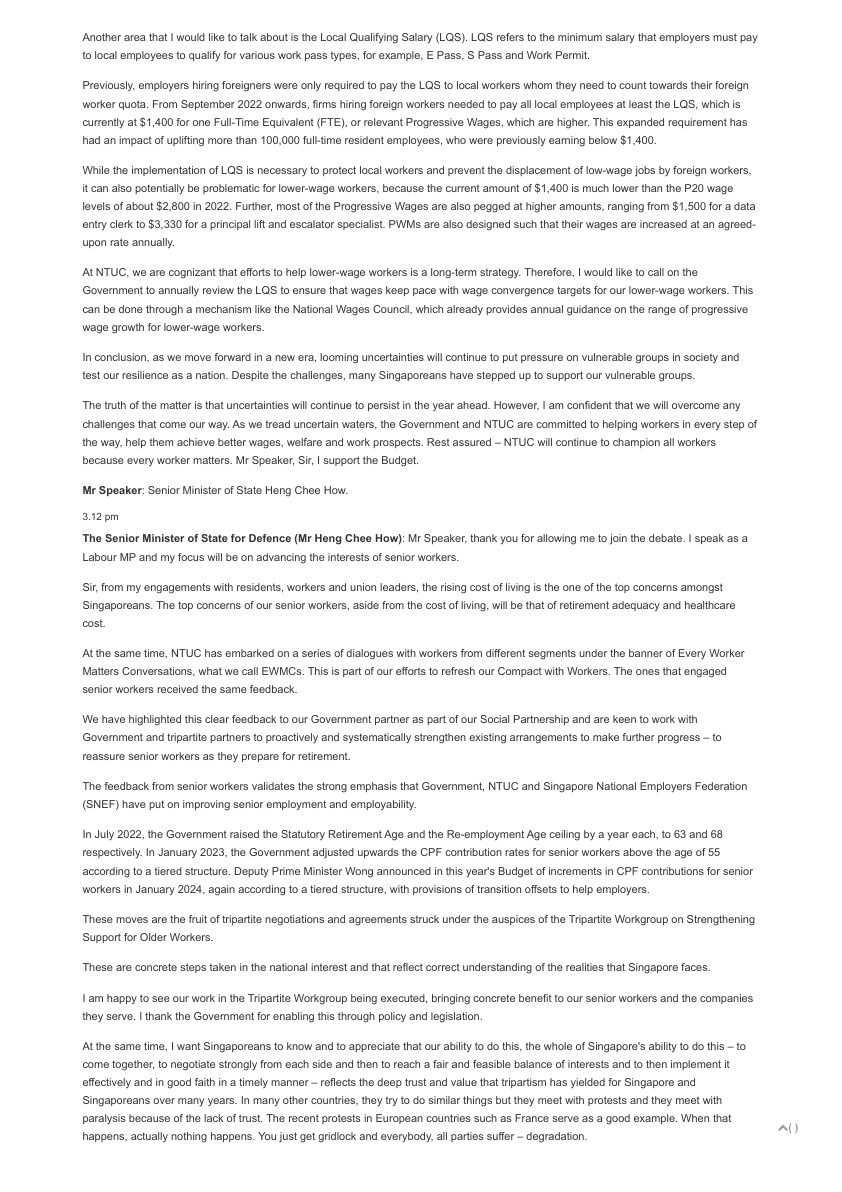 Another area that I would like to talk about is the Local Qualifying Salary (LQS). LQS refers to the minimum salary that employers must pay
to local employees to qualify for various work pass types, for example, E Pass, S Pass and Work Permit.
Previously, employers hiring foreigners were only required to pay the LQS to local workers whom they need to count towards their foreign
worker quota. From September 2022 onwards, firms hiring foreign workers needed to pay all local employees at least the LQS, which is
currently at $1,400 for one Full-Time Equivalent (FTE), or relevant Progressive Wages, which are higher. This expanded requirement has
had an impact of uplifting more than 100,000 full-time resident employees, who were previously earning below $1,400.
While the implementation of LQS is necessary to protect local workers and prevent the displacement of low-wage jobs by foreign workers,
it can also potentially be problematic for lower-wage workers, because the current amount of $1,400 is much lower than the P20 wage
levels of about $2,800 in 2022. Further, most of the Progressive Wages are also pegged at higher amounts, ranging from $1,500 for a data
entry clerk to $3,330 for a principal lift and escalator specialist. PWMs are also designed such that their wages are increased at an agreed-
upon rate annually.
At NTUC, we are cognizant that efforts to help lower-wage workers is a long-term strategy. Therefore, I would like to call on the
Government to annually review the LQS to ensure that wages keep pace with wage convergence targets for our lower-wage workers. This
can be done through a mechanism like the National Wages Council, which already provides annual guidance on the range of progressive
wage growth for lower-wage workers.
In conclusion, as we move forward in a new era, looming uncertainties will continue to put pressure on vulnerable groups in society and
test our resilience as a nation. Despite the challenges, many Singaporeans have stepped up to support our vulnerable groups.
The truth of the matter is that uncertainties will continue to persist in the year ahead. However, I am confident that we will overcome any
challenges that come our way. As we tread uncertain waters, the Government and NTUC are committed to helping workers in every step of
the way, help them achieve better wages, welfare and work prospects. Rest assured – NTUC will continue to champion all workers
because every worker matters. Mr Speaker, Sir, I support the Budget.
Mr Speaker: Senior Minister of State Heng Chee How.
3.12 pm
The Senior Minister of State for Defence (Mr Heng Chee How): Mr Speaker, thank you for allowing me to join the debate. I speak as a
Labour MP and my focus will be on advancing the interests of senior workers.
Sir, from my engagements with residents, workers and union leaders, the rising cost of living is the one of the top concerns amongst
Singaporeans. The top concerns of our senior workers, aside from the cost of living, will be that of retirement adequacy and healthcare
cost.
At the same time, NTUC has embarked on a series of dialogues with workers from different segments under the banner of Every Worker
Matters Conversations, what we call EWMCs. This is part of our efforts to refresh our Compact with Workers. The ones that engaged
senior workers received the same feedback.
We have highlighted this clear feedback to our Government partner as part of our Social Partnership and are keen to work with
Government and tripartite partners to proactively and systematically strengthen existing arrangements to make further progress – to
reassure senior workers as they prepare for retirement.
The feedback from senior workers validates the strong emphasis that Government, NTUC and Singapore National Employers Federation
(SNEF) have put on improving senior employment and employability.
In July 2022, the Government raised the Statutory Retirement Age and the Re-employment Age ceiling by a year each, to 63 and 68
respectively. In January 2023, the Government adjusted upwards the CPF contribution rates for senior workers above the age of 55
according to a tiered structure. Deputy Prime Minister Wong announced in this year's Budget of increments in CPF contributions for senior
workers in January 2024, again according to a tiered structure, with provisions of transition offsets to help employers.
These moves are the fruit of tripartite negotiations and agreements struck under the auspices of the Tripartite Workgroup on Strengthening
Support for Older Workers.
These are concrete steps taken in the national interest and that reflect correct understanding of the realities that Singapore faces.
I am happy to see our work in the Tripartite Workgroup being executed, bringing concrete benefit to our senior workers and the companies
they serve. I thank the Government for enabling this through policy and legislation.
At the same time, I want Singaporeans to know and to appreciate that our ability to do this, the whole of Singapore's ability to do this – to
come together, to negotiate strongly from each side and then to reach a fair and feasible balance of interests and to then implement it
effectively and in good faith in a timely manner – reflects the deep trust and value that tripartism has yielded for Singapore and
Singaporeans over many years. In many other countries, they try to do similar things but they meet with protests and they meet with
paralysis because of the lack of trust. The recent protests in European countries such as France serve as a good example. When that
happens, actually nothing happens. You just get gridlock and everybody, all parties suffer – degradation.
( )